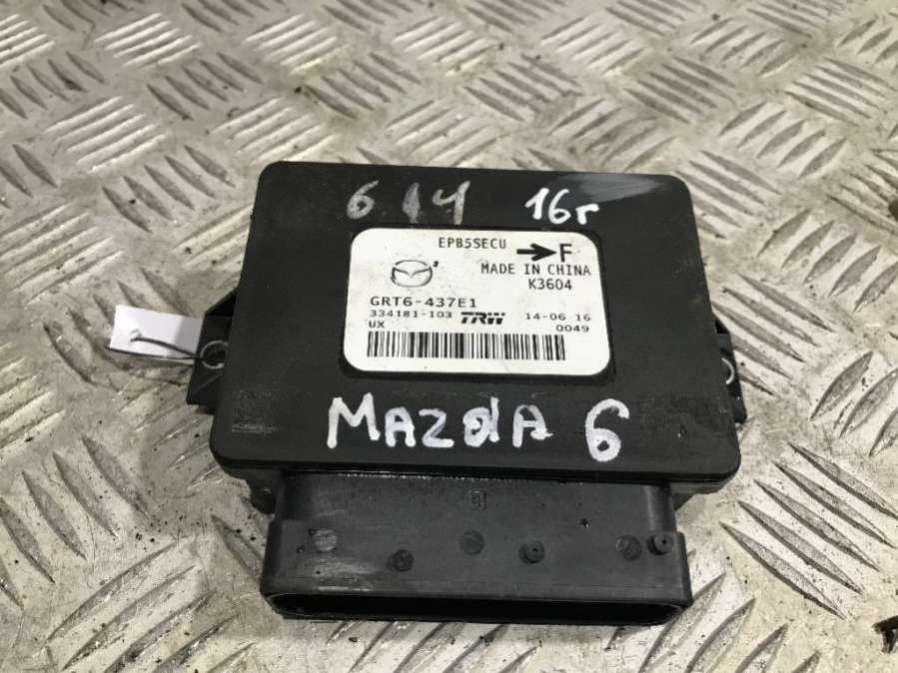 6 14 16г
EPB5SECU
F
MADE IN CHINA
K3604
GRT6-437E1
334181-103 TRW 14-06 16
UX 0049
MAZdA 6